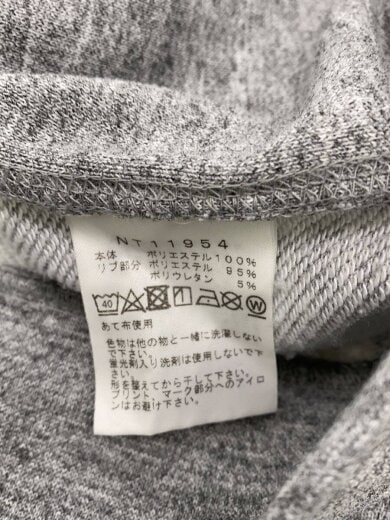 NT11954
本体 ポリエステル 100%
リブ部分 ポリエステル 95%
ポリウレタン 5%
40 W
あて布使用
色物は他の物と一緒に洗濯しない
で下さい。
蛍光剤入り洗剤は使用しないで下
さい。
形を整えてから干して下さい。
プリント、マーク部分へのアイロ
ンはお避け下さい。